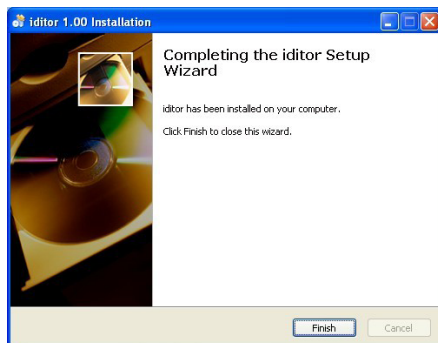 iditor 1.00 Installation
Completing the iditor Setup
Wizard
iditor has been installed on your computer.
Click Finish to close this wizard.
Finish
Cancel